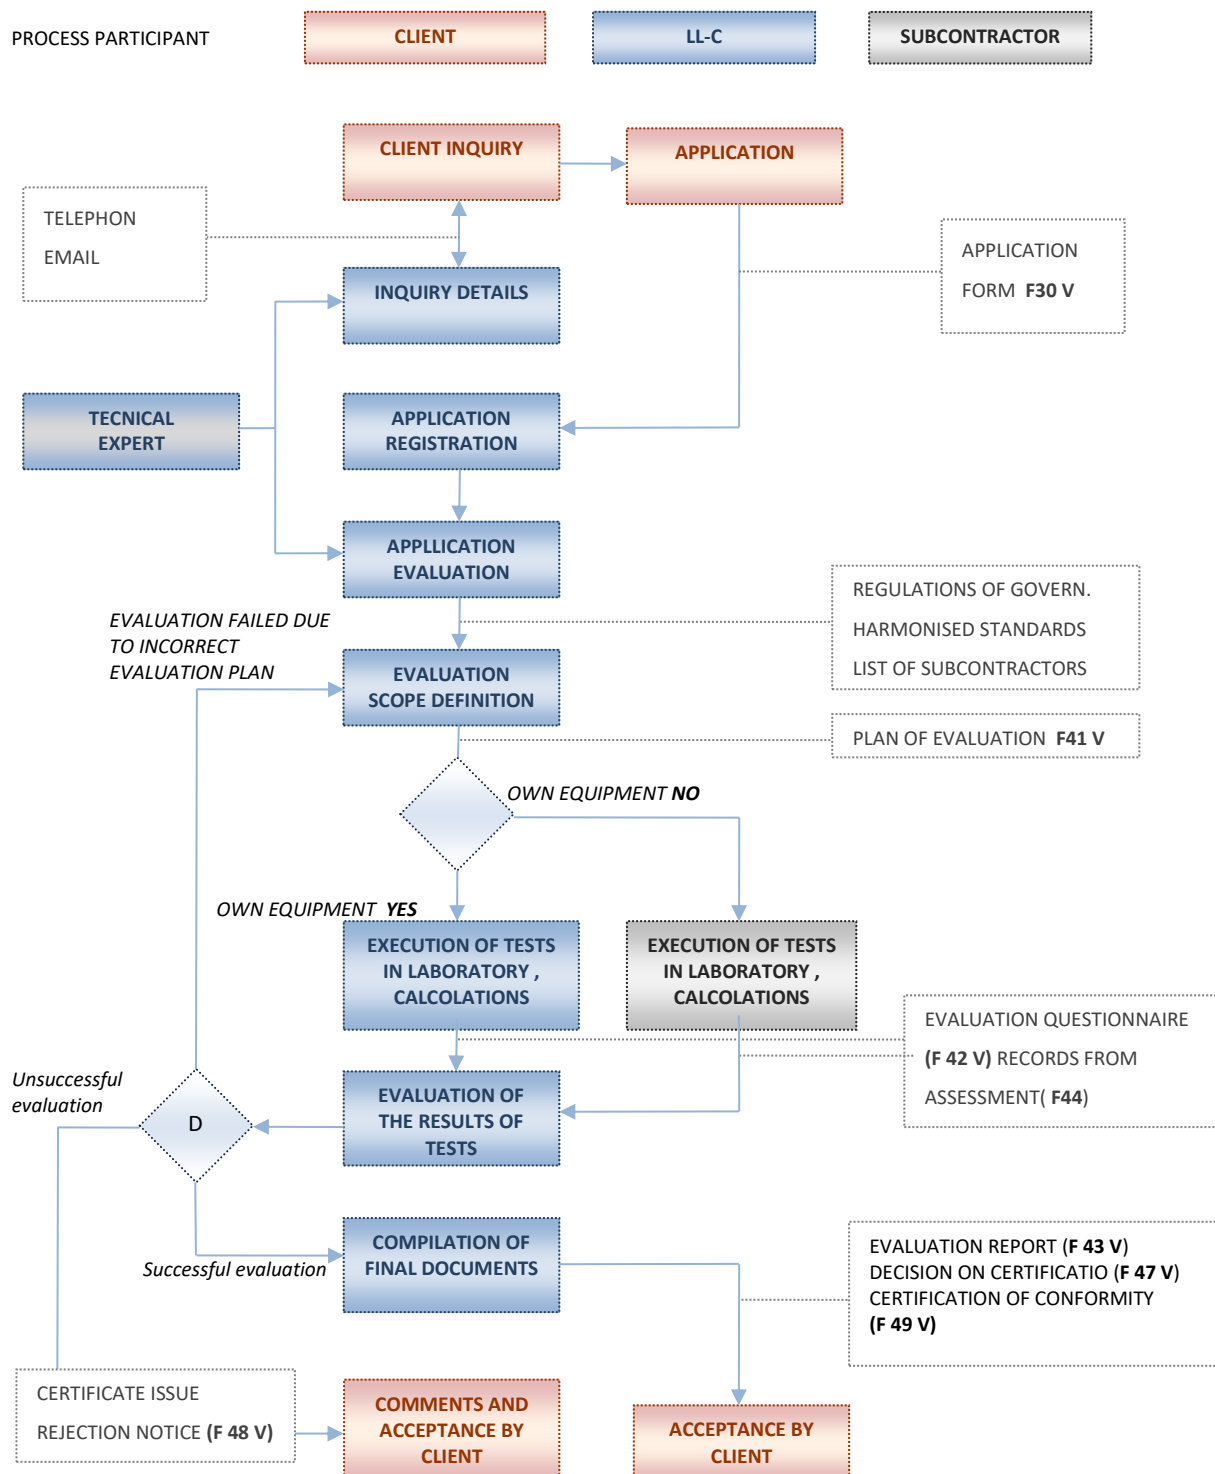 PROCESS PARTICIPANT
CLIENT
LL-C
SUBCONTRACTOR
CLIENT INQUIRY
APPLICATION
TELEPHON
EMAIL
APPLICATION
FORM F30 V
INQUIRY DETAILS
TECNICAL
EXPERT
APPLICATION
REGISTRATION
APPLLICATION
EVALUATION
REGULATIONS OF GOVERN.
HARMONISED STANDARDS
LIST OF SUBCONTRACTORS
EVALUATION FAILED DUE
TO INCORRECT
EVALUATION PLAN
EVALUATION
SCOPE DEFINITION
PLAN OF EVALUATION F41 V
OWN EQUIPMENT NO
OWN EQUIPMENT YES
EXECUTION OF TESTS
IN LABORATORY ,
CALCOLATIONS
EXECUTION OF TESTS
IN LABORATORY ,
CALCOLATIONS
EVALUATION QUESTIONNAIRE
(F 42 V) RECORDS FROM
ASSESSMENT( F44)
Unsuccessful
evaluation
D
EVALUATION OF
THE RESULTS OF
TESTS
Successful evaluation
COMPILATION OF
FINAL DOCUMENTS
EVALUATION REPORT (F 43 V)
DECISION ON CERTIFICATIO (F 47 V)
CERTIFICATION OF CONFORMITY
(F 49 V)
CERTIFICATE ISSUE
REJECTION NOTICE (F 48 V)
COMMENTS AND
ACCEPTANCE BY
CLIENT
ACCEPTANCE BY
CLIENT